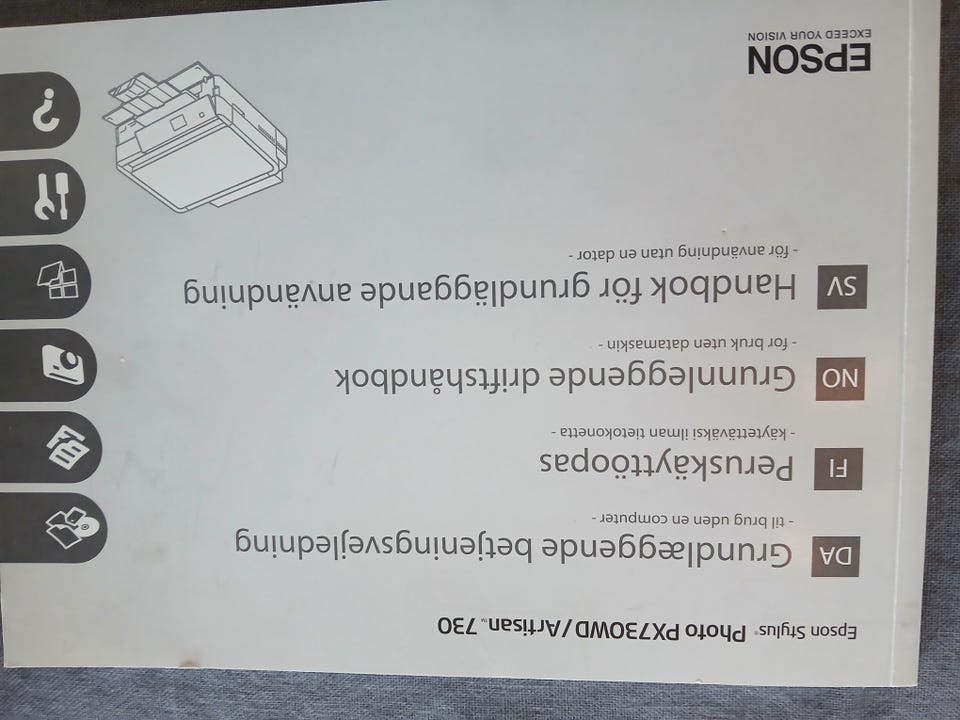 Epson Stylus® Photo PX730WD/Artisan™ 730
DA Grundlæggende betjeningsvejledning
- til brug uden en computer -
FI Peruskäyttöopas
- käytettäväksi ilman tietokonetta -
NO Grunnleggende driftshåndbok
- for bruk uten datamaskin -
SV Handbok för grundläggande användning
- för användning utan en dator -
EPSON
EXCEED YOUR VISION
?